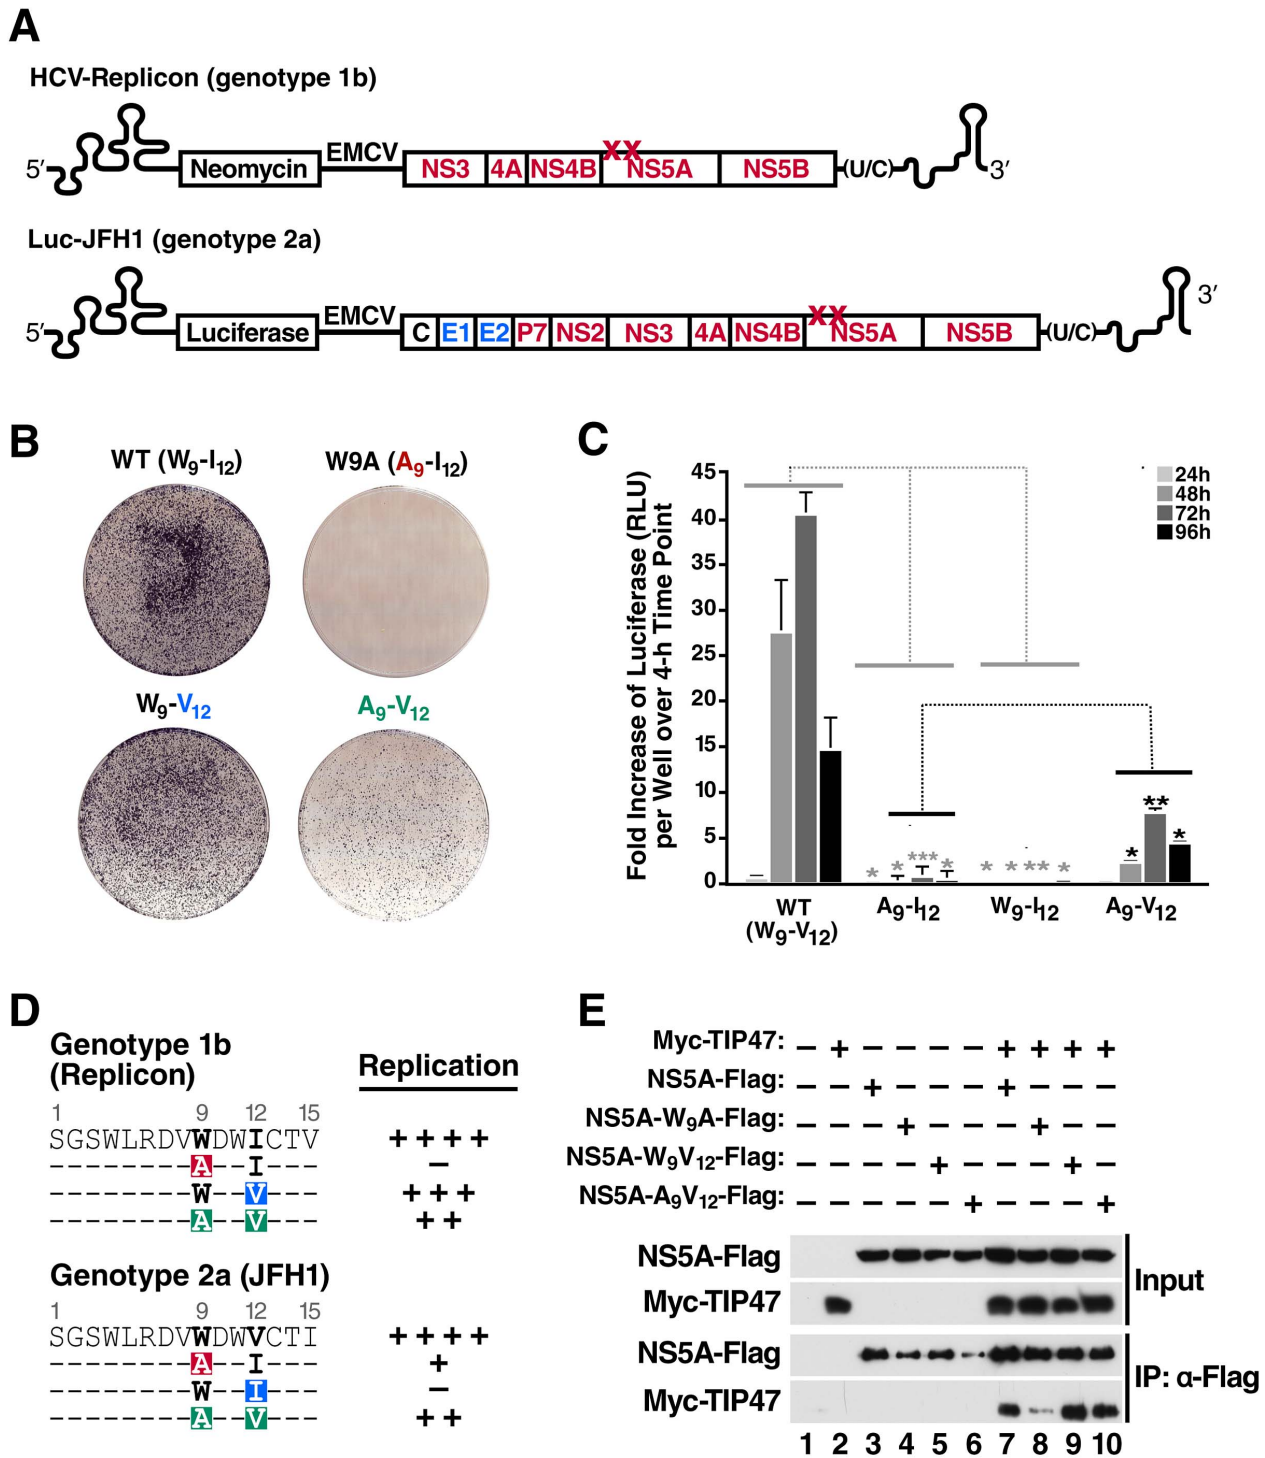 A
HCV-Replicon (genotype 1b)
5′ Neomycin EMCV NS3 4A NS4B XX NS5A NS5B (U/C) 3′
Luc-JFH1 (genotype 2a)
5′ Luciferase EMCV C E1 E2 P7 NS2 NS3 4A NS4B XX NS5A NS5B (U/C) 3′
B
WT (W9-I12)
W9A (A9-I12)
W9-V12
A9-V12
C
Fold Increase of Luciferase (RLU)
per Well over 4-h Time Point
45
40
35
30
25
20
15
10
5
0
24h
48h
72h
96h
* * *** *
* * ** *
* ** *
WT
(W9-V12)
A9-I12
W9-I12
A9-V12
D
Genotype 1b
(Replicon)
Replication
1 9 12 15
SGSWLRDVWDWICTV ++++
--------A--I--- –
--------W--V--- +++
--------A--V--- ++
Genotype 2a (JFH1)
1 9 12 15
SGSWLRDVWDWVCTI ++++
--------A--I--- +
--------W--I--- –
--------A--V--- ++
E
Myc-TIP47: – + – – – – + + + +
NS5A-Flag: – – + – – – + – – –
NS5A-W9A-Flag: – – – + – – – + – –
NS5A-W9V12-Flag: – – – – + – – – + –
NS5A-A9V12-Flag: – – – – – + – – – +
NS5A-Flag
Myc-TIP47
Input
NS5A-Flag
Myc-TIP47
IP: α-Flag
1 2 3 4 5 6 7 8 9 10